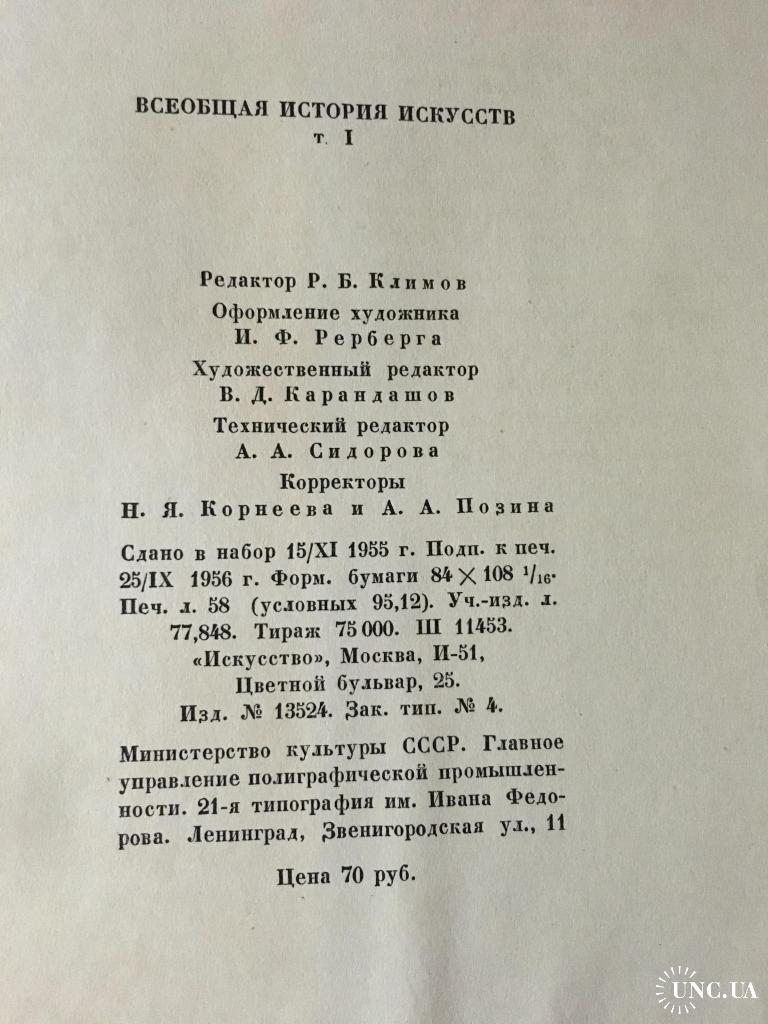 ВСЕОБЩАЯ ИСТОРИЯ ИСКУССТВ
т. I
Редактор Р. Б. Климов
Оформление художника
И. Ф. Рерберга
Художественный редактор
В. Д. Карандашов
Технический редактор
А. А. Сидорова
Корректоры
Н. Я. Корнеева и А. А. Позина
Сдано в набор 15/XI 1955 г. Подп. к печ.
25/IX 1956 г. Форм. бумаги 84 × 108 1/16.
Печ. л. 58 (условных 95,12). Уч.-изд. л.
77,848. Тираж 75 000. Ш 11453.
«Искусство», Москва, И-51,
Цветной бульвар, 25.
Изд. № 13524. Зак. тип. № 4.
Министерство культуры СССР. Главное
управление полиграфической промышлен-
ности. 21-я типография им. Ивана Федо-
рова. Ленинград, Звенигородская ул., 11
Цена 70 руб.
UNC.UA